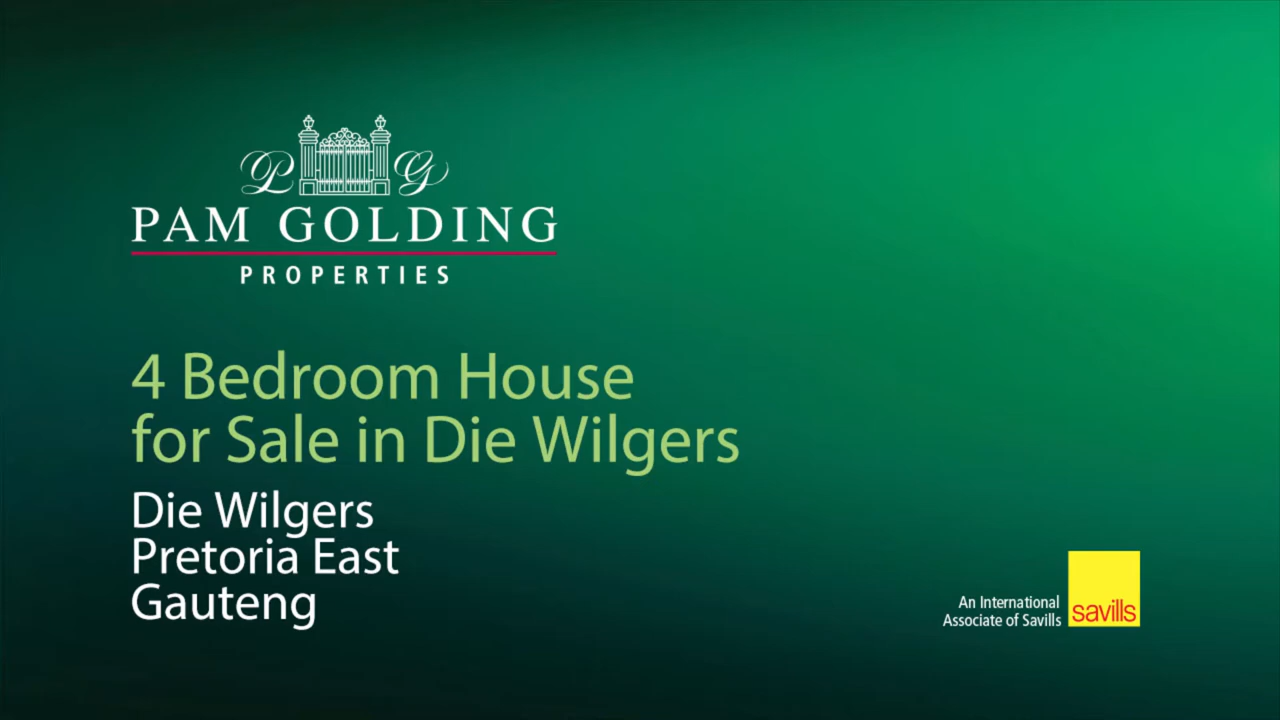 P G
PAM GOLDING
PROPERTIES
4 Bedroom House
for Sale in Die Wilgers
Die Wilgers
Pretoria East
Gauteng
An International
Associate of Savills
savills